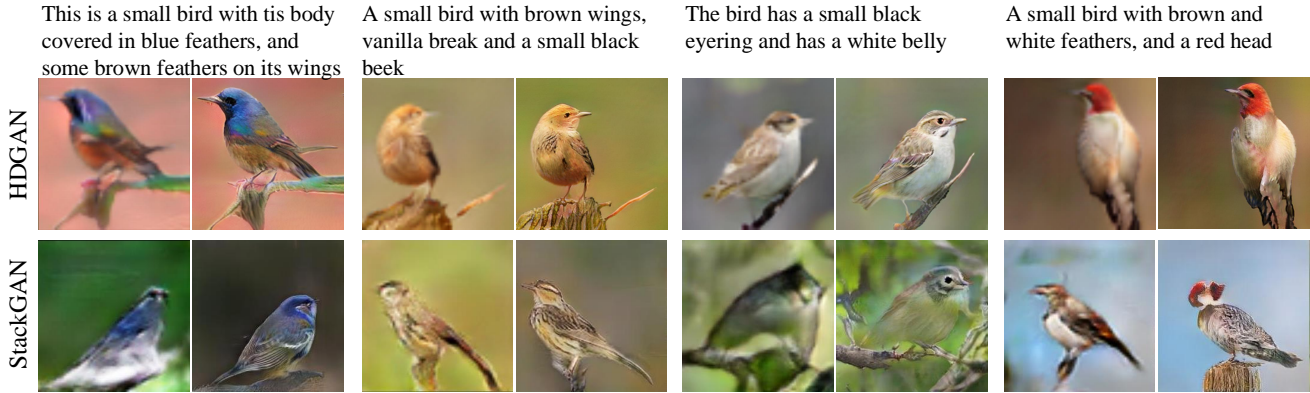 This is a small bird with tis body
covered in blue feathers, and
some brown feathers on its wings
A small bird with brown wings,
vanilla break and a small black
beek
The bird has a small black
eyering and has a white belly
A small bird with brown and
white feathers, and a red head
HDGAN
StackGAN